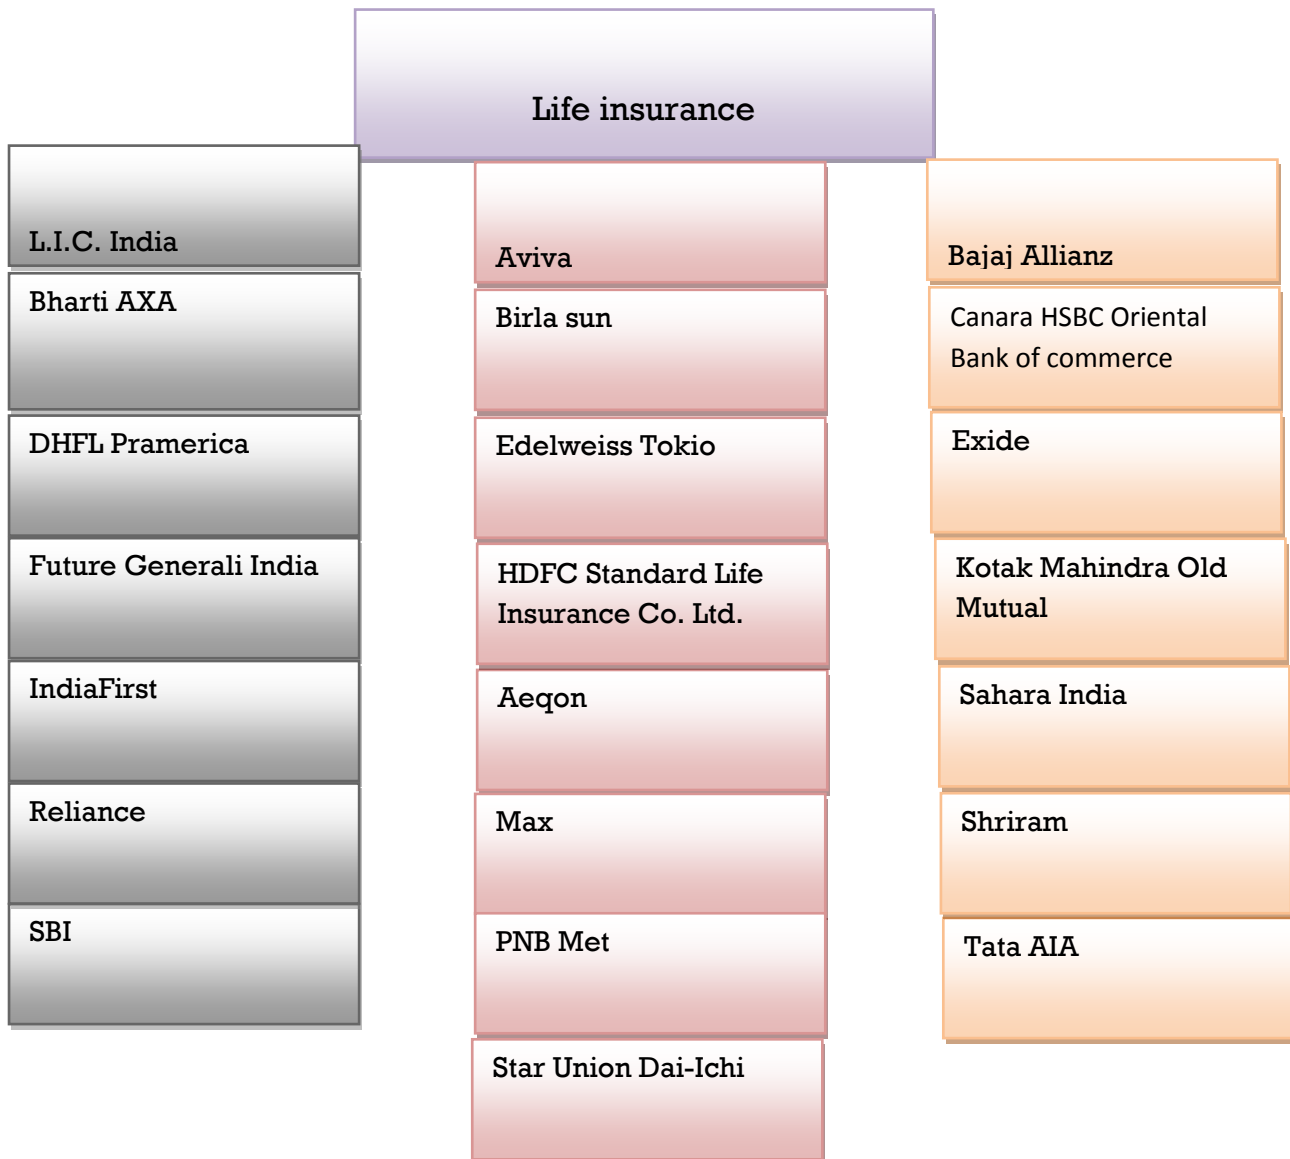 Life insurance
L.I.C. India
Bharti AXA
DHFL Pramerica
Future Generali India
IndiaFirst
Reliance
SBI
Aviva
Birla sun
Edelweiss Tokio
HDFC Standard Life
Insurance Co. Ltd.
Aeqon
Max
PNB Met
Star Union Dai-Ichi
Bajaj Allianz
Canara HSBC Oriental
Bank of commerce
Exide
Kotak Mahindra Old
Mutual
Sahara India
Shriram
Tata AIA